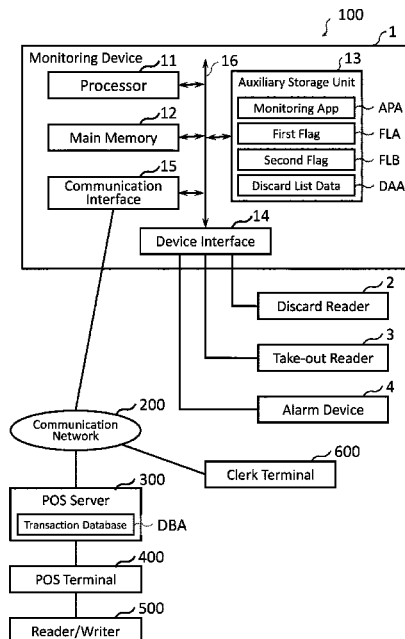 100
1
Monitoring Device
11
Processor
12
Main Memory
15
Communication Interface
16
13
Auxiliary Storage Unit
Monitoring App
APA
First Flag
FLA
Second Flag
FLB
Discard List Data
DAA
14
Device Interface
2
Discard Reader
3
Take-out Reader
4
Alarm Device
200
Communication Network
600
Clerk Terminal
300
POS Server
Transaction Database
DBA
400
POS Terminal
500
Reader/Writer